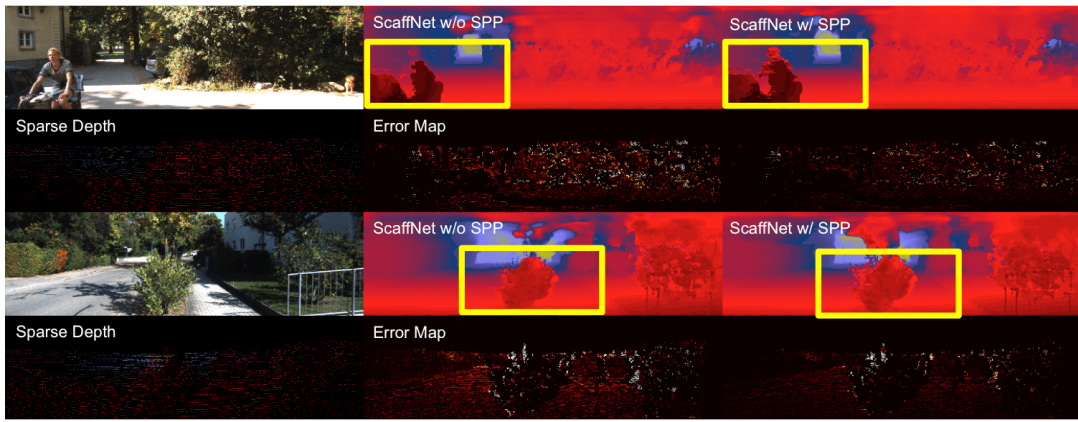 ScaffNet w/o SPP
ScaffNet w/ SPP
Sparse Depth
Error Map
ScaffNet w/o SPP
ScaffNet w/ SPP
Sparse Depth
Error Map